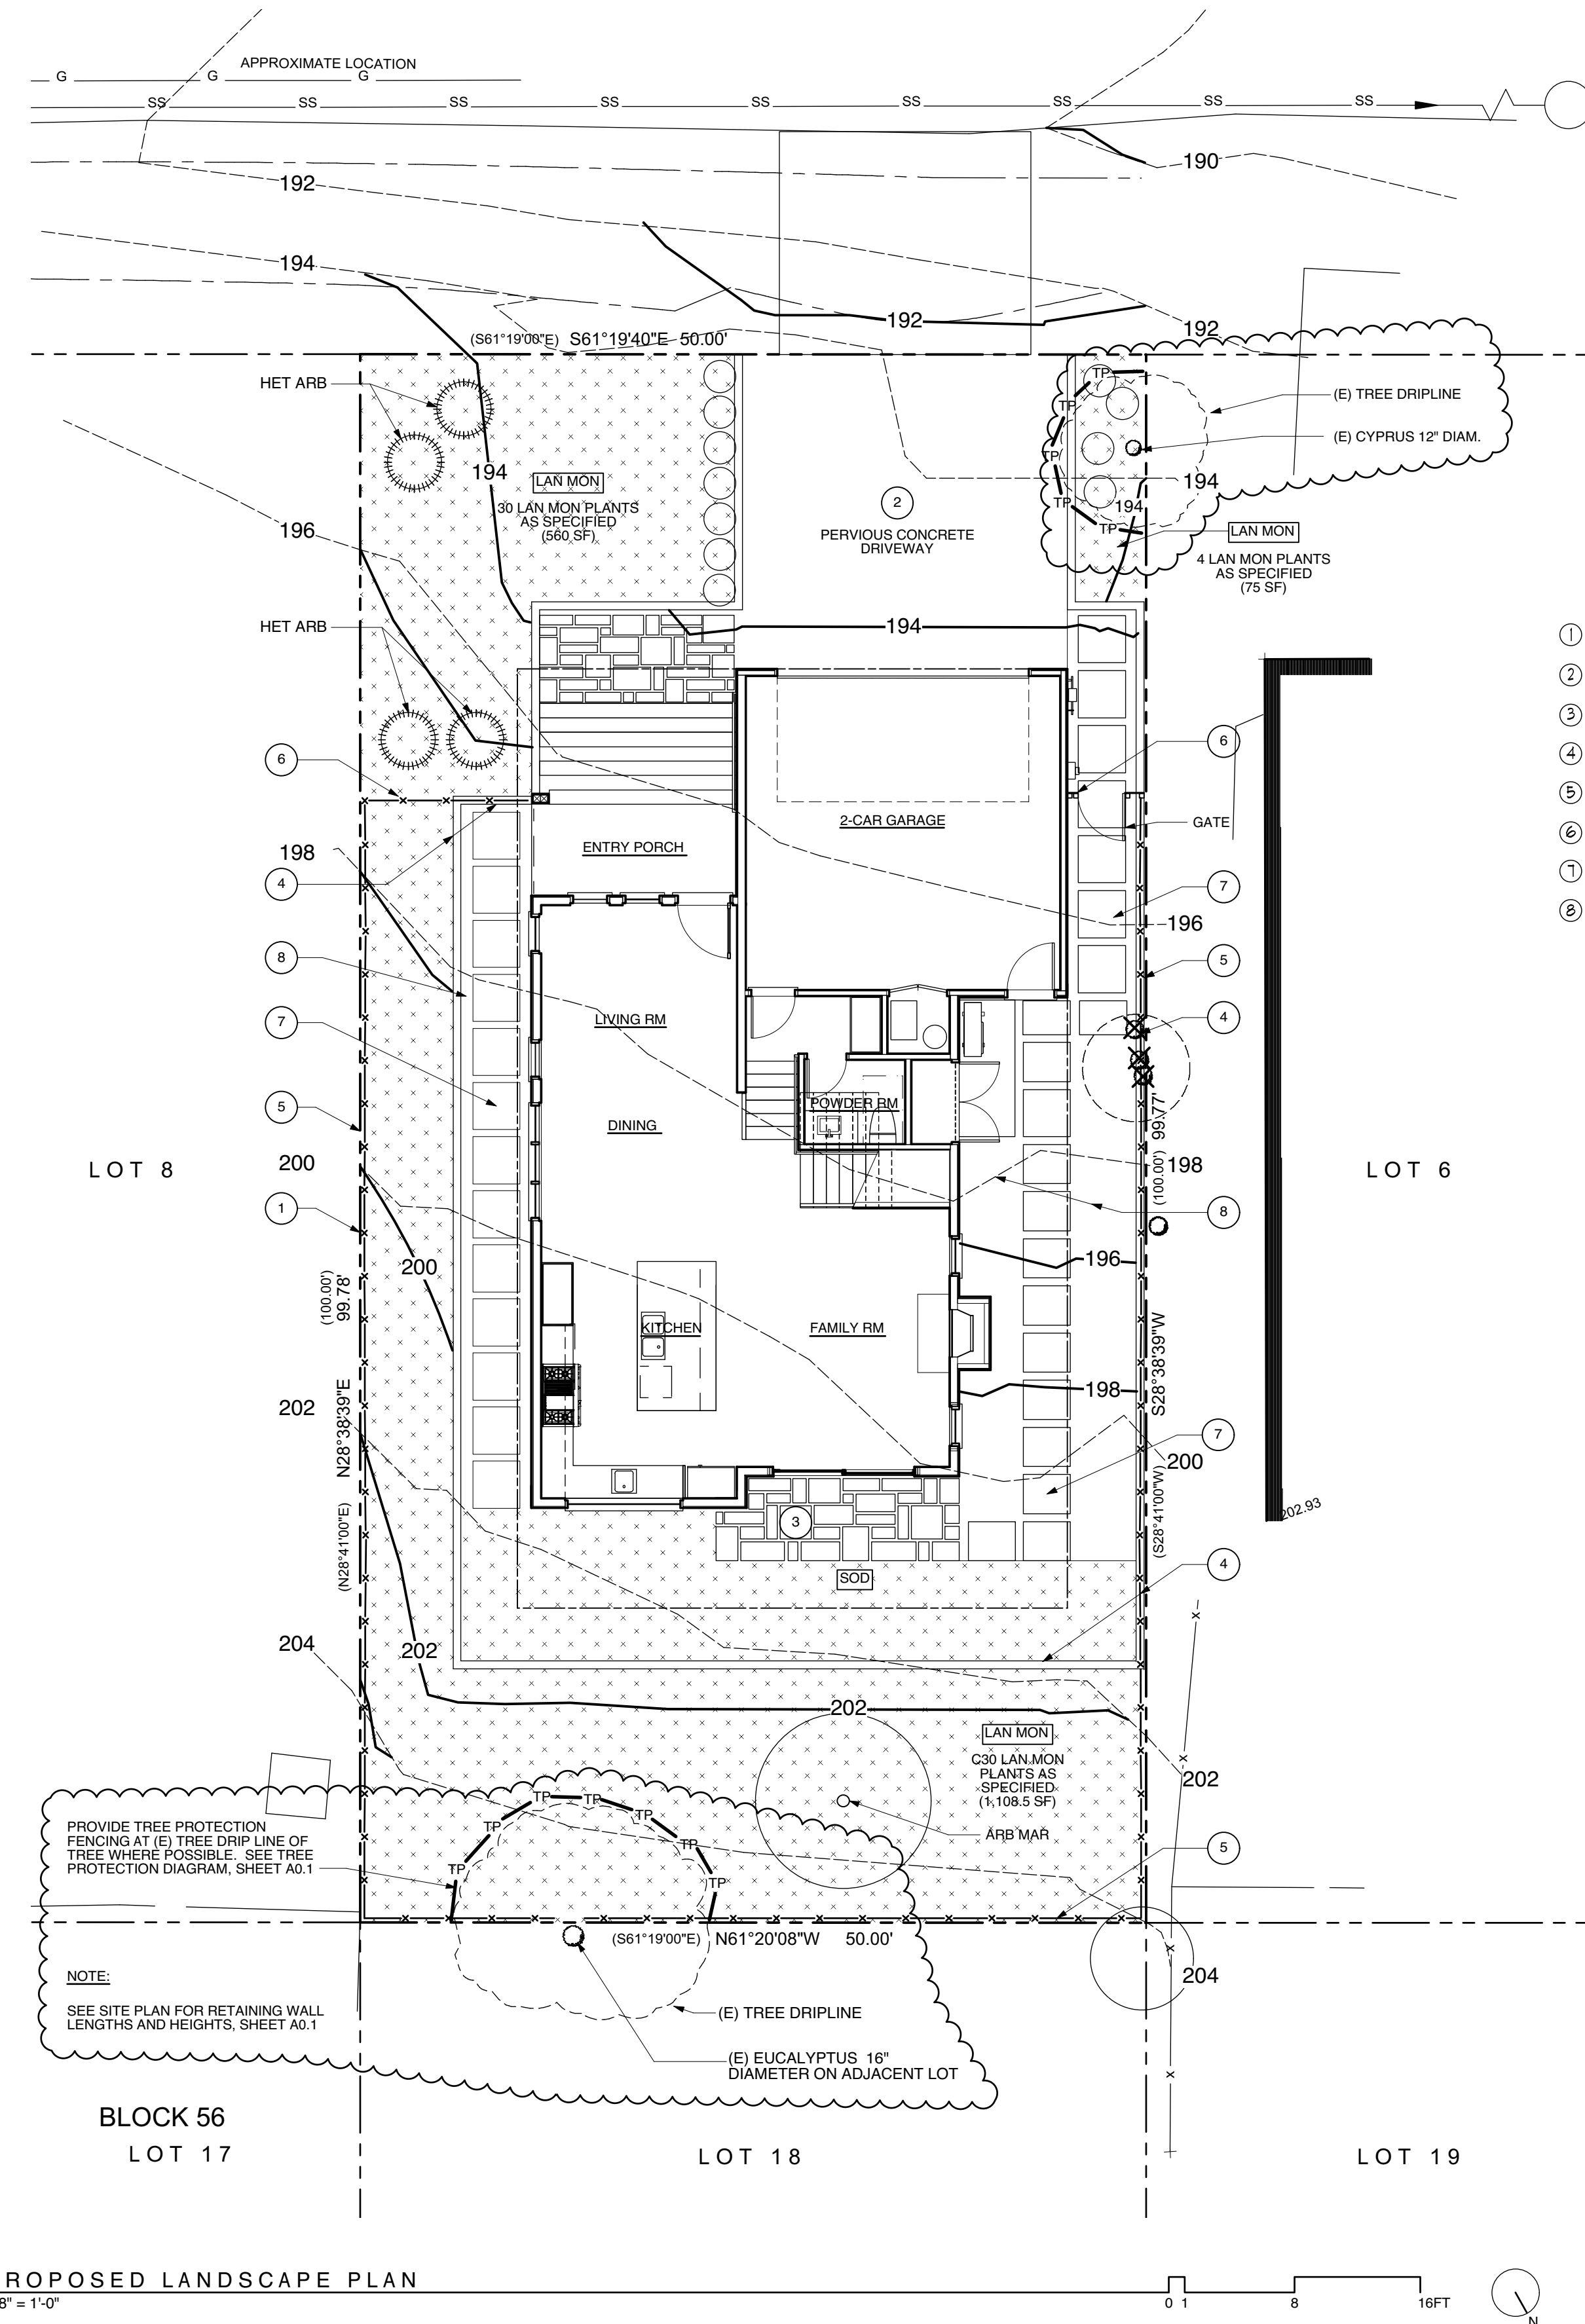 APPROXIMATE LOCATION
G G G
SS SS SS SS SS SS SS SS SS
190
192
194
192
192
(S61°19'00"E) S61°19'40"E 50.00'
HET ARB
TP
TP
TP
TP
TP
(E) TREE DRIPLINE
(E) CYPRUS 12" DIAM.
194
LAN MON
30 LAN MON PLANTS
AS SPECIFIED
(560 SF)
2
PERVIOUS CONCRETE
DRIVEWAY
194
194
LAN MON
4 LAN MON PLANTS
AS SPECIFIED
(75 SF)
196
HET ARB
194
1
2
3
4
5
6
7
8
6
6
GATE
2-CAR GARAGE
ENTRY PORCH
198
4
7
196
8
5
LIVING RM
7
4
POWDER RM
5
DINING
(100.00') 99.77'
LOT 8
200
198
LOT 6
1
8
200
196
(100.00')
99.78'
KITCHEN
FAMILY RM
S28°38'39"W
198
202
N28°38'39"E
7
200
202.93
3
(N28°41'00"E)
(S28°41'00"W)
4
SOD
204
202
202
LAN MON
C30 LAN MON
PLANTS AS
SPECIFIED
(1,108.5 SF)
202
TP
TP
TP
TP
TP
TP
TP
PROVIDE TREE PROTECTION
FENCING AT (E) TREE DRIP LINE OF
TREE WHERE POSSIBLE. SEE TREE
PROTECTION DIAGRAM, SHEET A0.1
ARB MAR
5
(S61°19'00"E) N61°20'08"W 50.00'
204
NOTE:
SEE SITE PLAN FOR RETAINING WALL
LENGTHS AND HEIGHTS, SHEET A0.1
(E) TREE DRIPLINE
(E) EUCALYPTUS 16"
DIAMETER ON ADJACENT LOT
BLOCK 56
LOT 17
LOT 18
LOT 19
ROPOSED LANDSCAPE PLAN
8" = 1'-0"
0 1 8 16FT
N